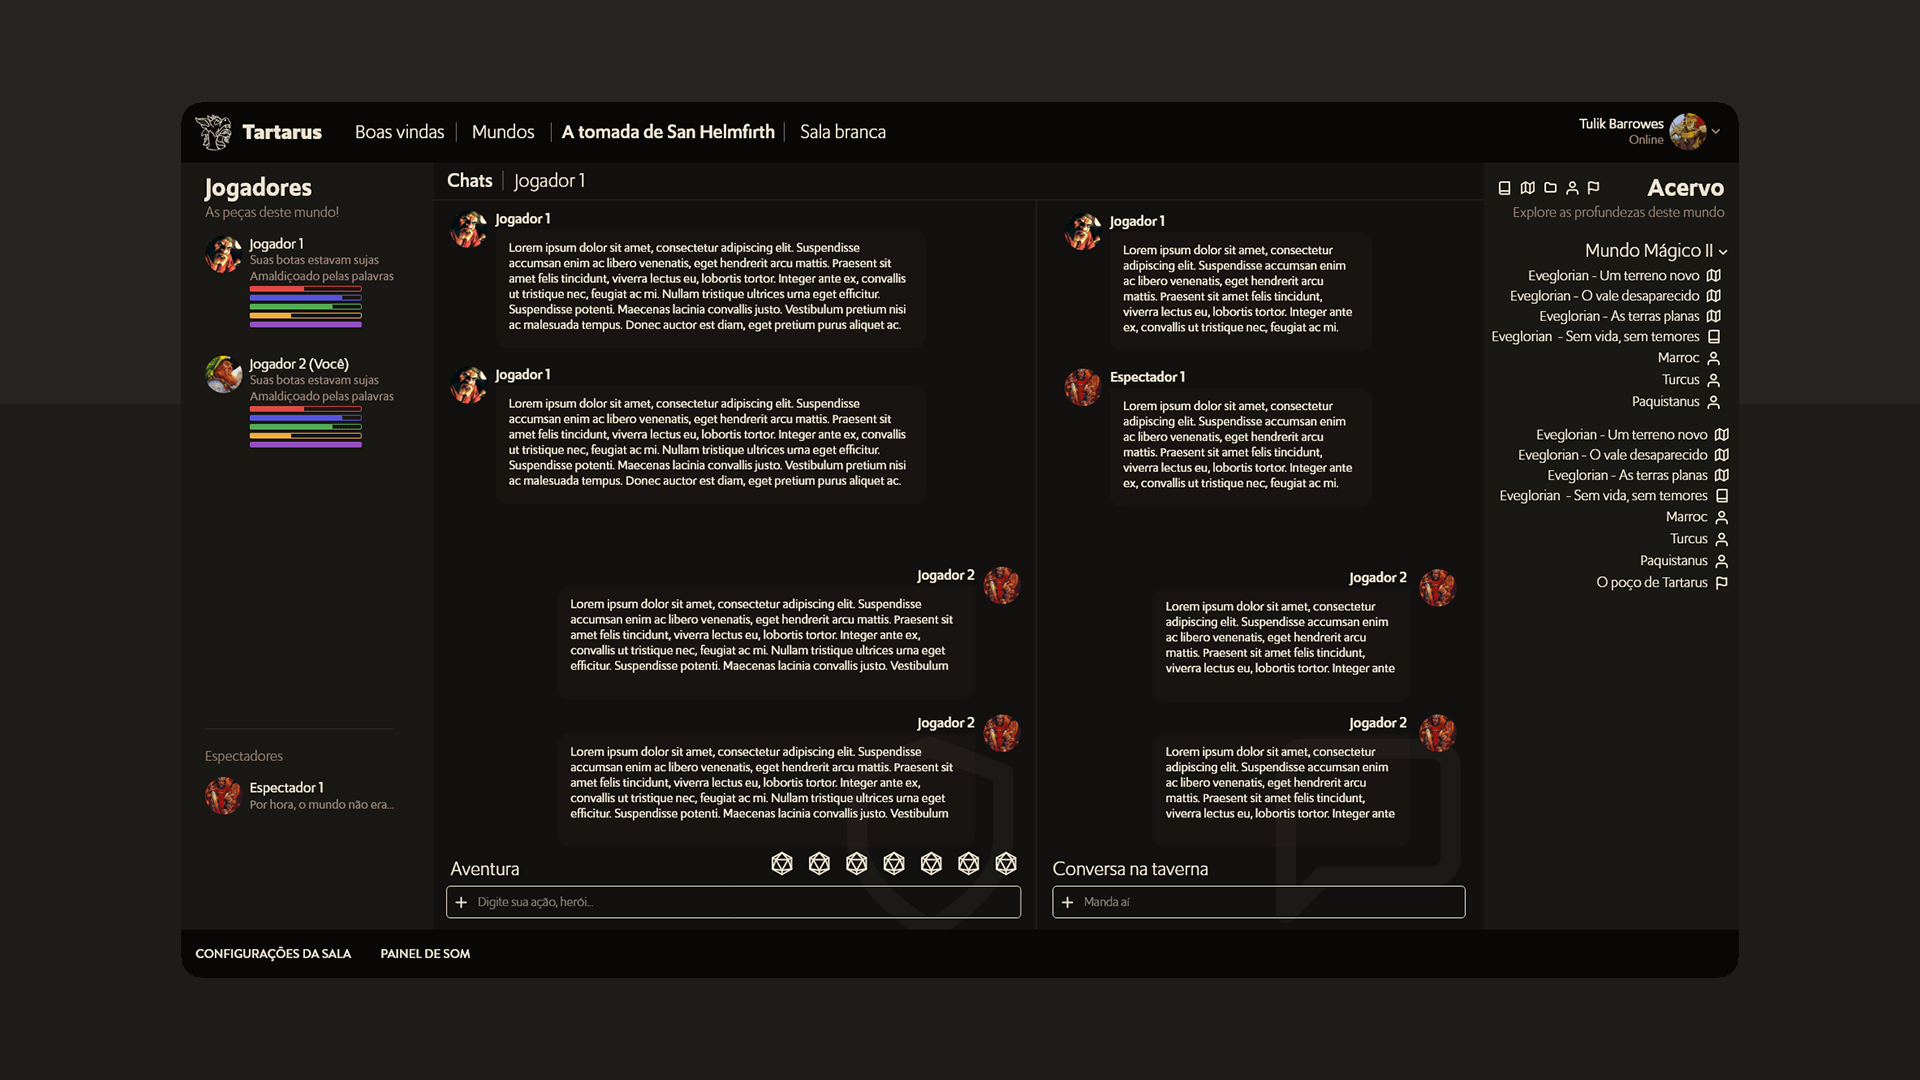 Tartarus
Boas vindas
Mundos
A tomada de San Helmfirth
Sala branca
Tulik Barrowes
Online
Jogadores
As peças deste mundo!
Jogador 1
Suas botas estavam sujas
Amaldiçoado pelas palavras
Jogador 2 (Você)
Suas botas estavam sujas
Amaldiçoado pelas palavras
Espectadores
Espectador 1
Por hora, o mundo não era...
Chats
Jogador 1
Jogador 1
Lorem ipsum dolor sit amet, consectetur adipiscing elit. Suspendisse
accumsan enim ac libero venenatis, eget hendrerit arcu mattis. Praesent sit
amet felis tincidunt, viverra lectus eu, lobortis tortor. Integer ante ex, convallis
ut tristique nec, feugiat ac mi. Nullam tristique ultrices urna eget efficitur.
Suspendisse potenti. Maecenas lacinia convallis justo. Vestibulum pretium nisi
ac malesuada tempus. Donec auctor est diam, eget pretium purus aliquet ac.
Jogador 1
Lorem ipsum dolor sit amet, consectetur adipiscing elit. Suspendisse
accumsan enim ac libero venenatis, eget hendrerit arcu mattis. Praesent sit
amet felis tincidunt, viverra lectus eu, lobortis tortor. Integer ante ex, convallis
ut tristique nec, feugiat ac mi. Nullam tristique ultrices urna eget efficitur.
Suspendisse potenti. Maecenas lacinia convallis justo. Vestibulum pretium nisi
ac malesuada tempus. Donec auctor est diam, eget pretium purus aliquet ac.
Jogador 2
Lorem ipsum dolor sit amet, consectetur adipiscing elit. Suspendisse
accumsan enim ac libero venenatis, eget hendrerit arcu mattis. Praesent sit
amet felis tincidunt, viverra lectus eu, lobortis tortor. Integer ante ex,
convallis ut tristique nec, feugiat ac mi. Nullam tristique ultrices urna eget
efficitur. Suspendisse potenti. Maecenas lacinia convallis justo. Vestibulum
Jogador 2
Lorem ipsum dolor sit amet, consectetur adipiscing elit. Suspendisse
accumsan enim ac libero venenatis, eget hendrerit arcu mattis. Praesent sit
amet felis tincidunt, viverra lectus eu, lobortis tortor. Integer ante ex,
convallis ut tristique nec, feugiat ac mi. Nullam tristique ultrices urna eget
efficitur. Suspendisse potenti. Maecenas lacinia convallis justo. Vestibulum
Aventura
Digite sua ação, herói...
Jogador 1
Lorem ipsum dolor sit amet, consectetur
adipiscing elit. Suspendisse accumsan enim
ac libero venenatis, eget hendrerit arcu
mattis. Praesent sit amet felis tincidunt,
viverra lectus eu, lobortis tortor. Integer ante
ex, convallis ut tristique nec, feugiat ac mi.
Espectador 1
Lorem ipsum dolor sit amet, consectetur
adipiscing elit. Suspendisse accumsan enim
ac libero venenatis, eget hendrerit arcu
mattis. Praesent sit amet felis tincidunt,
viverra lectus eu, lobortis tortor. Integer ante
ex, convallis ut tristique nec, feugiat ac mi.
Jogador 2
Lorem ipsum dolor sit amet, consectetur
adipiscing elit. Suspendisse accumsan enim
ac libero venenatis, eget hendrerit arcu
mattis. Praesent sit amet felis tincidunt,
viverra lectus eu, lobortis tortor. Integer ante
Jogador 2
Lorem ipsum dolor sit amet, consectetur
adipiscing elit. Suspendisse accumsan enim
ac libero venenatis, eget hendrerit arcu
mattis. Praesent sit amet felis tincidunt,
viverra lectus eu, lobortis tortor. Integer ante
Conversa na taverna
Manda aí
Acervo
Explore as profundezas deste mundo
Mundo Mágico II
Eveglorian - Um terreno novo
Eveglorian - O vale desaparecido
Eveglorian - As terras planas
Eveglorian - Sem vida, sem temores
Marroc
Turcus
Paquistanus
Eveglorian - Um terreno novo
Eveglorian - O vale desaparecido
Eveglorian - As terras planas
Eveglorian - Sem vida, sem temores
Marroc
Turcus
Paquistanus
O poço de Tartarus
CONFIGURAÇÕES DA SALA
PAINEL DE SOM